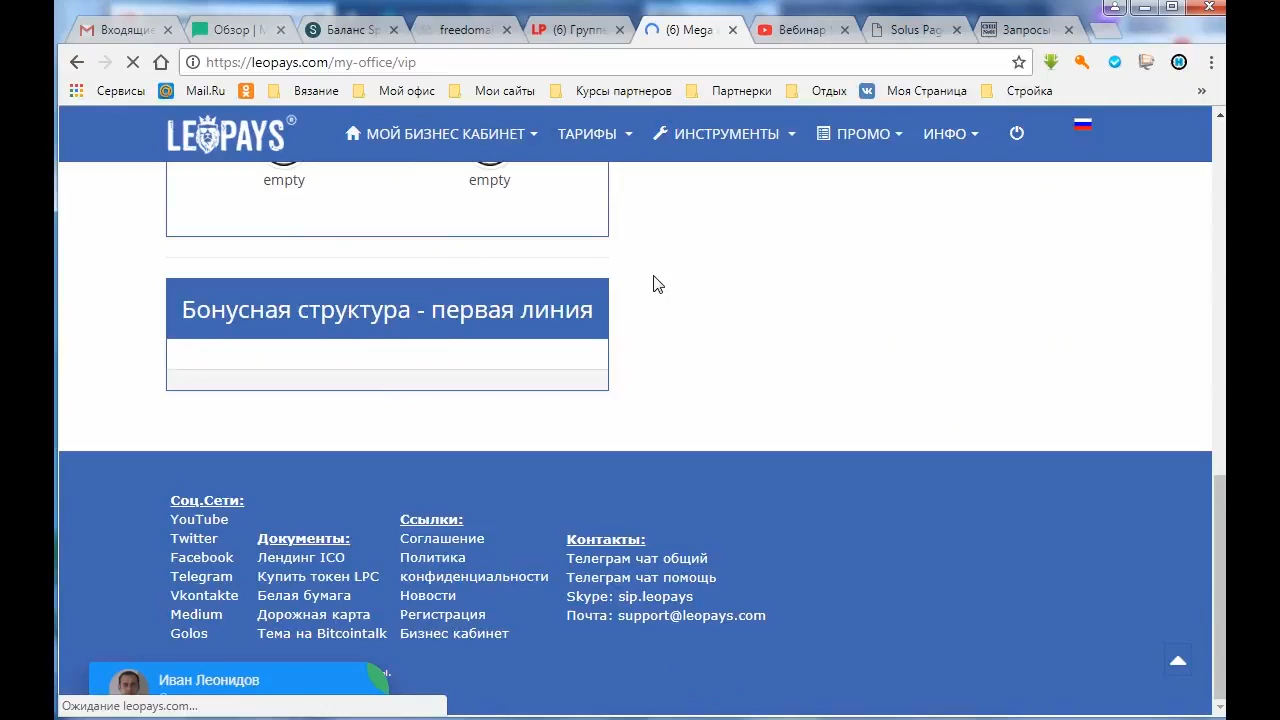 Входящие
Обзор | М
Баланс Sp
freedomai
(6) Группе
(6) Mega
Вебинар
Solus Pag
Запросы
https://leopays.com/my-office/vip
Сервисы
Mail.Ru
Вязание
Мой офис
Мои сайты
Курсы партнеров
Партнерки
Отдых
Моя Страница
Стройка
»
LEOPAYS®
МОЙ БИЗНЕС КАБИНЕТ
ТАРИФЫ
ИНСТРУМЕНТЫ
ПРОМО
ИНФО
empty
empty
Бонусная структура - первая линия
Соц.Сети:
YouTube
Twitter
Facebook
Telegram
Vkontakte
Medium
Golos
Документы:
Лендинг ICO
Купить токен LPC
Белая бумага
Дорожная карта
Тема на Bitcointalk
Ссылки:
Соглашение
Политика
конфиденциальности
Новости
Регистрация
Бизнес кабинет
Контакты:
Телеграм чат общий
Телеграм чат помощь
Skype: sip.leopays
Почта: support@leopays.com
Иван Леонидов
Ожидание leopays.com...